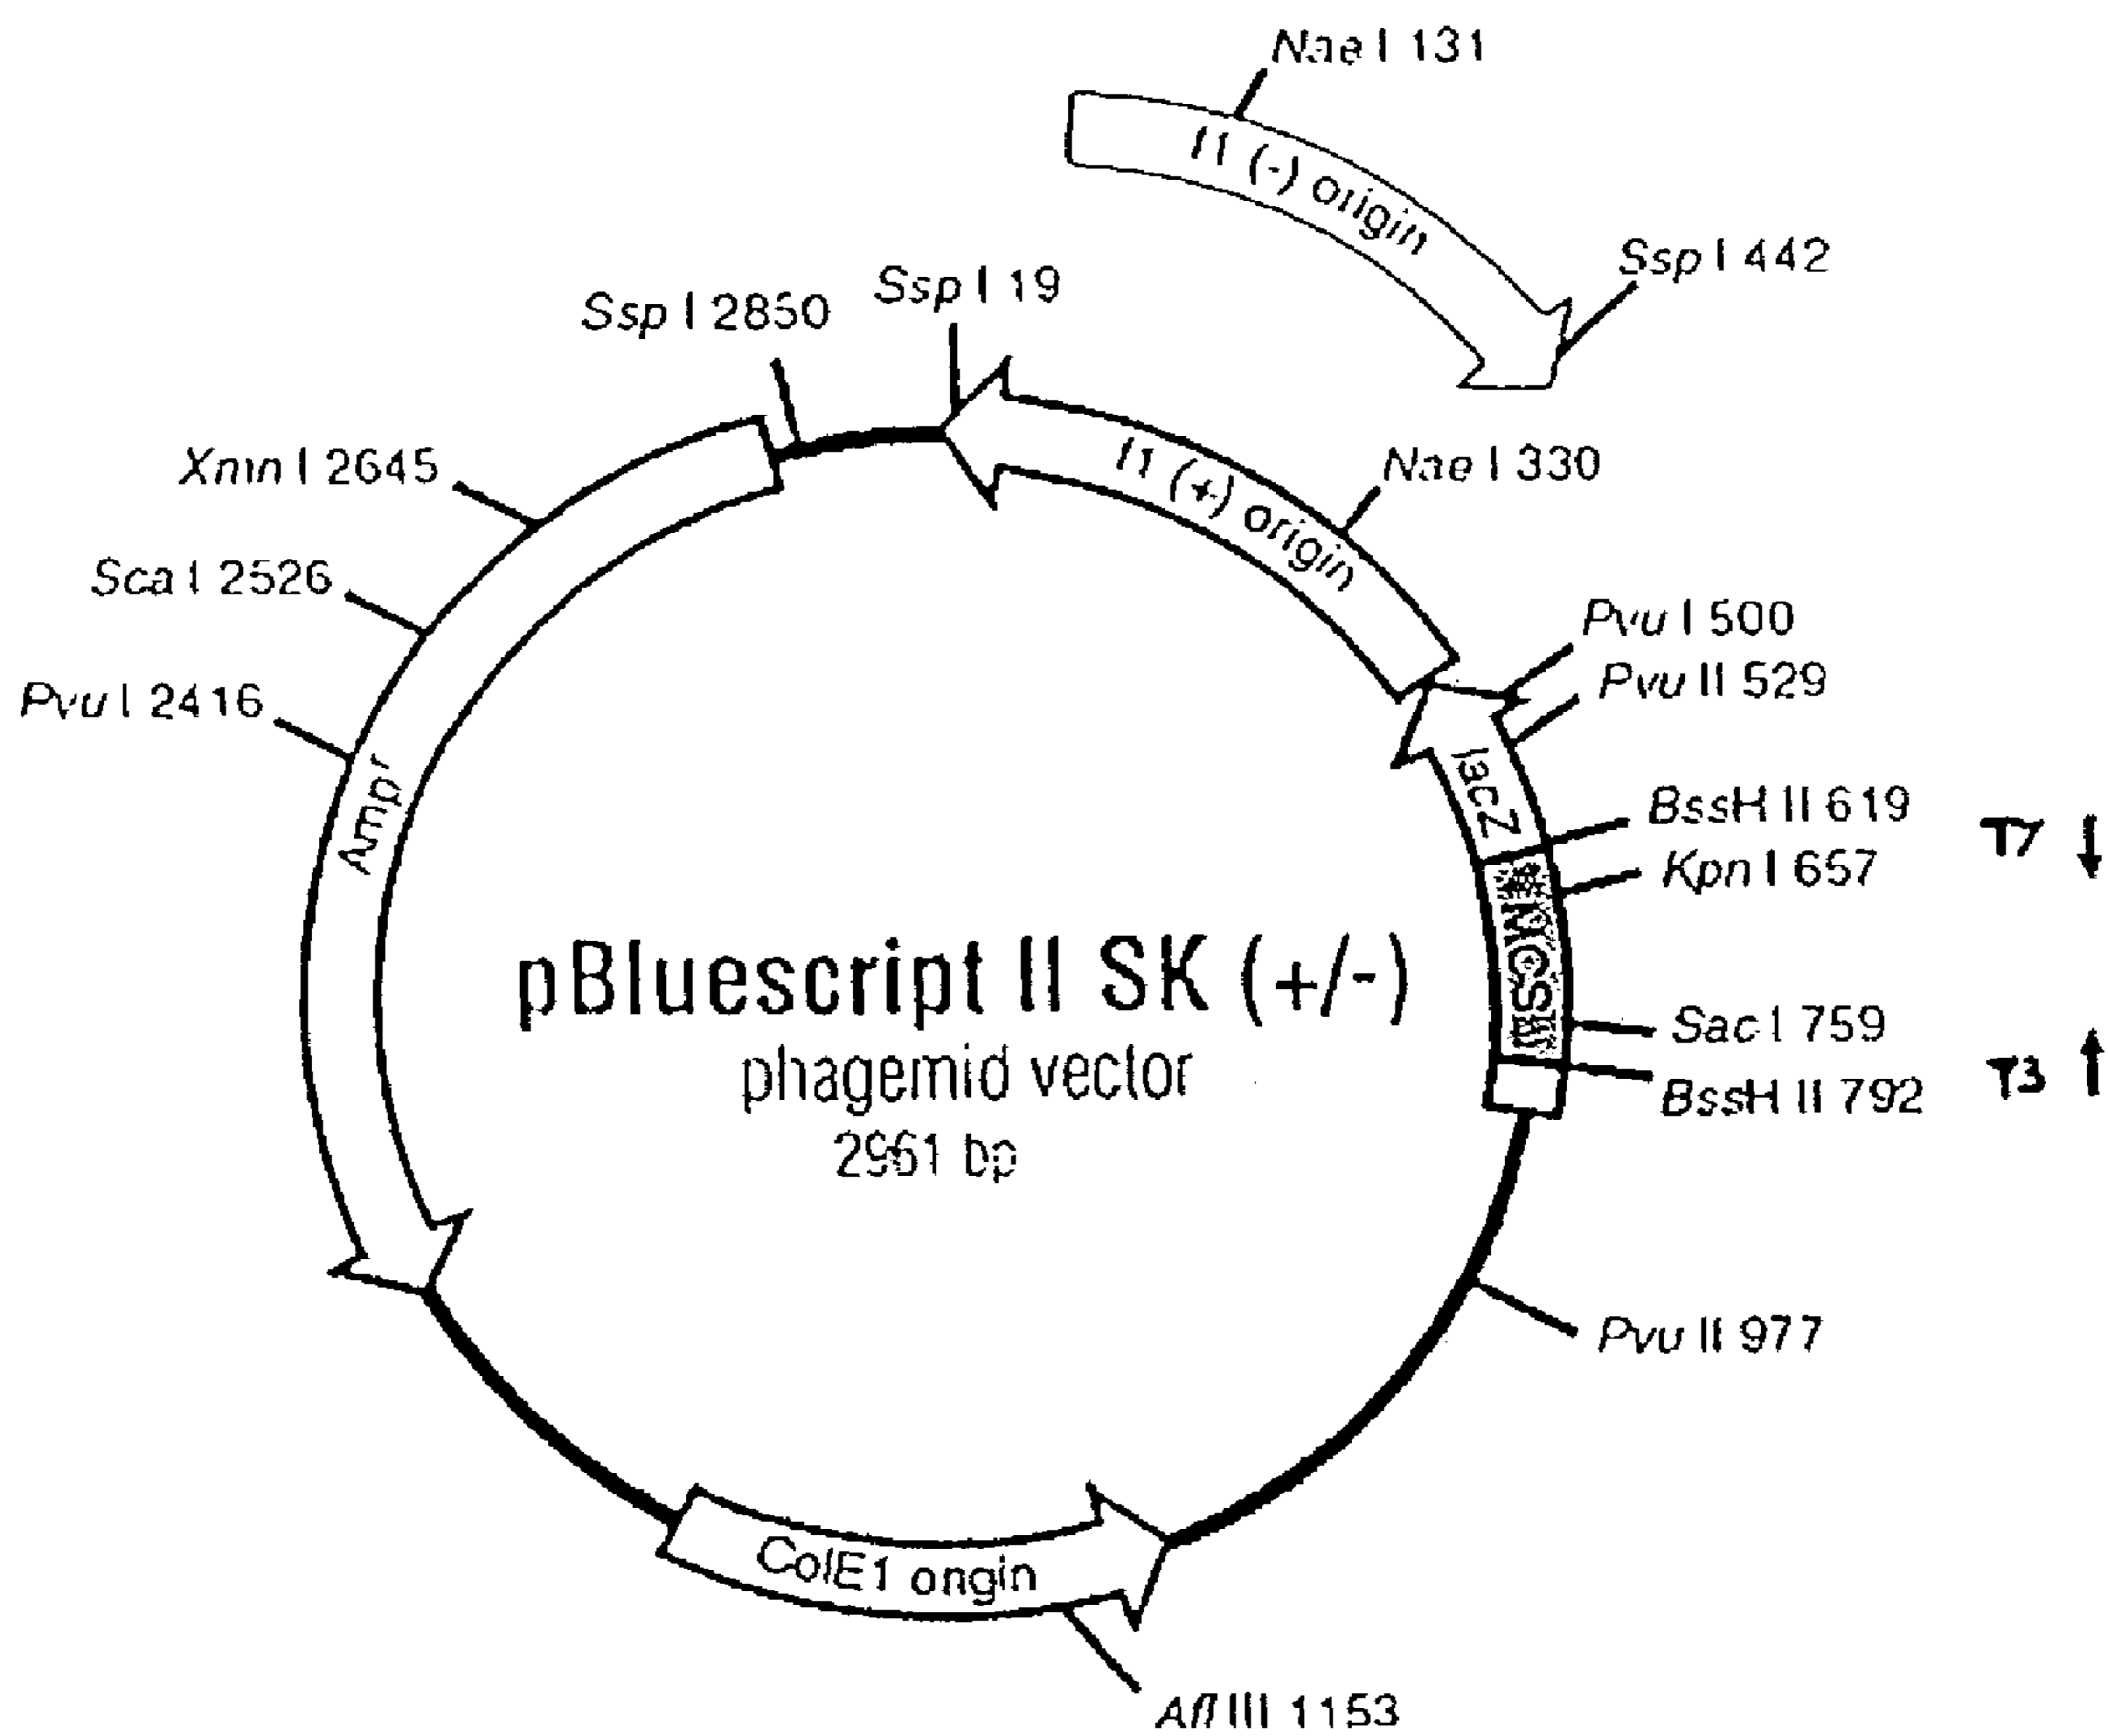 Nae I 131
f1 (-) origin
Ssp I 442
Ssp I 19
Ssp I 2850
Nae I 330
f1 (+) origin
Xmn I 2645
Sca I 2526
Pvu I 2416
Pvu I 500
Pvu II 529
lacZ
BssH II 619
T7
Kpn I 657
MCS
Ampr
pBluescript II SK (+/-)
phagemid vector
2961 bp
Sac I 759
T3
BssH II 792
Pvu II 977
ColE1 origin
Afl III 1153